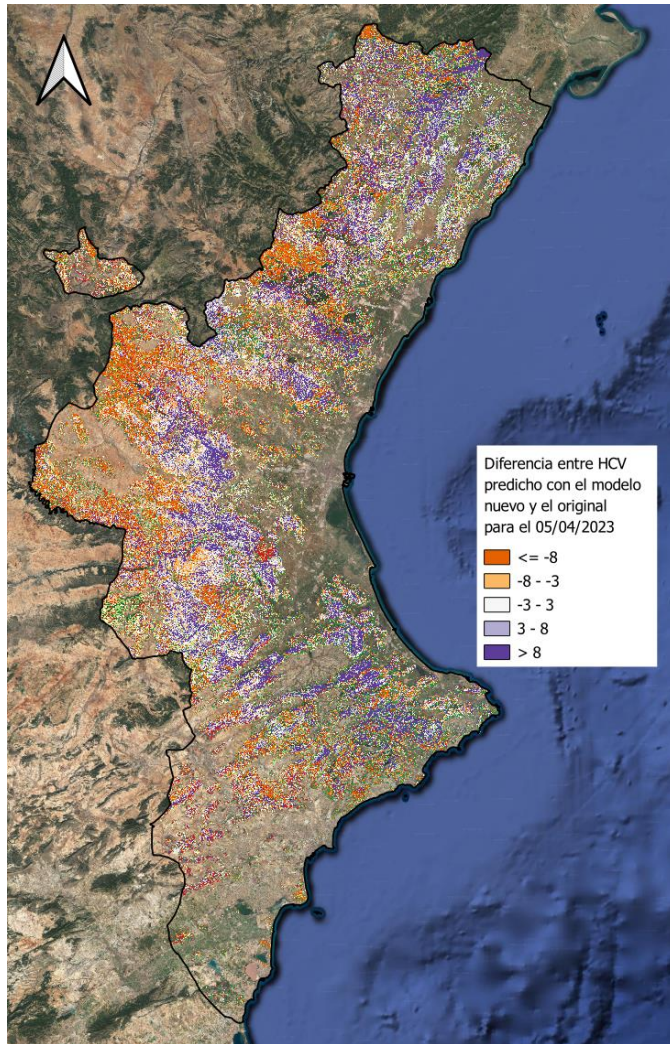 Diferencia entre HCV
predicho con el modelo
nuevo y el original
para el 05/04/2023
<= -8
-8 - -3
-3 - 3
3 - 8
> 8